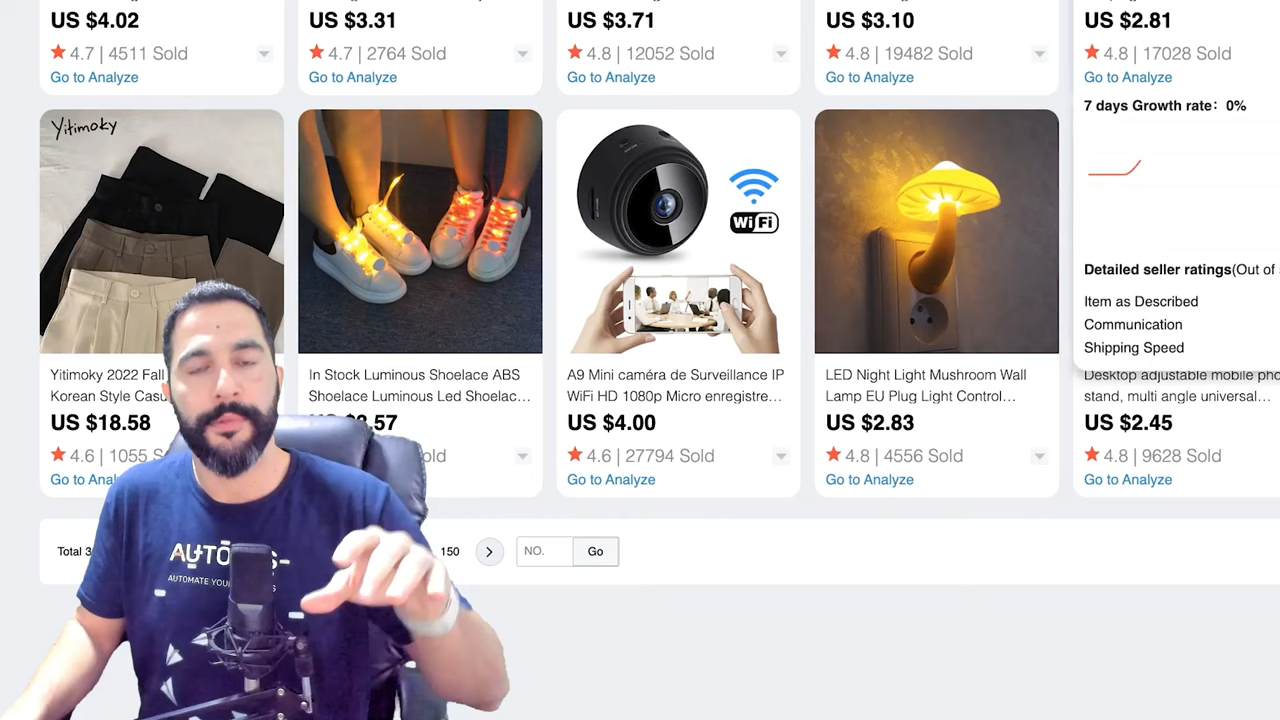 US $4.02
US $3.31
US $3.71
US $3.10
US $2.81
4.7 | 4511 Sold
4.7 | 2764 Sold
4.8 | 12052 Sold
4.8 | 19482 Sold
4.8 | 17028 Sold
Go to Analyze
Go to Analyze
Go to Analyze
Go to Analyze
Go to Analyze
7 days Growth rate: 0%
Yitimoky
WiFi
Detailed seller ratings(Out of
Item as Described
Communication
Shipping Speed
Yitimoky 2022 Fall
Korean Style Casu
In Stock Luminous Shoelace ABS
Shoelace Luminous Led Shoelac...
A9 Mini caméra de Surveillance IP
WiFi HD 1080p Micro enregistre...
LED Night Light Mushroom Wall
Lamp EU Plug Light Control...
Desktop adjustable mobile pho
stand, multi angle universal...
US $18.58
.57
US $4.00
US $2.83
US $2.45
4.6 | 1055 S
old
4.6 | 27794 Sold
4.8 | 4556 Sold
4.8 | 9628 Sold
Go to Ana
Go to Analyze
Go to Analyze
Go to Analyze
Total 3
150
NO.
Go
AUTO
AUTOMATE YOU